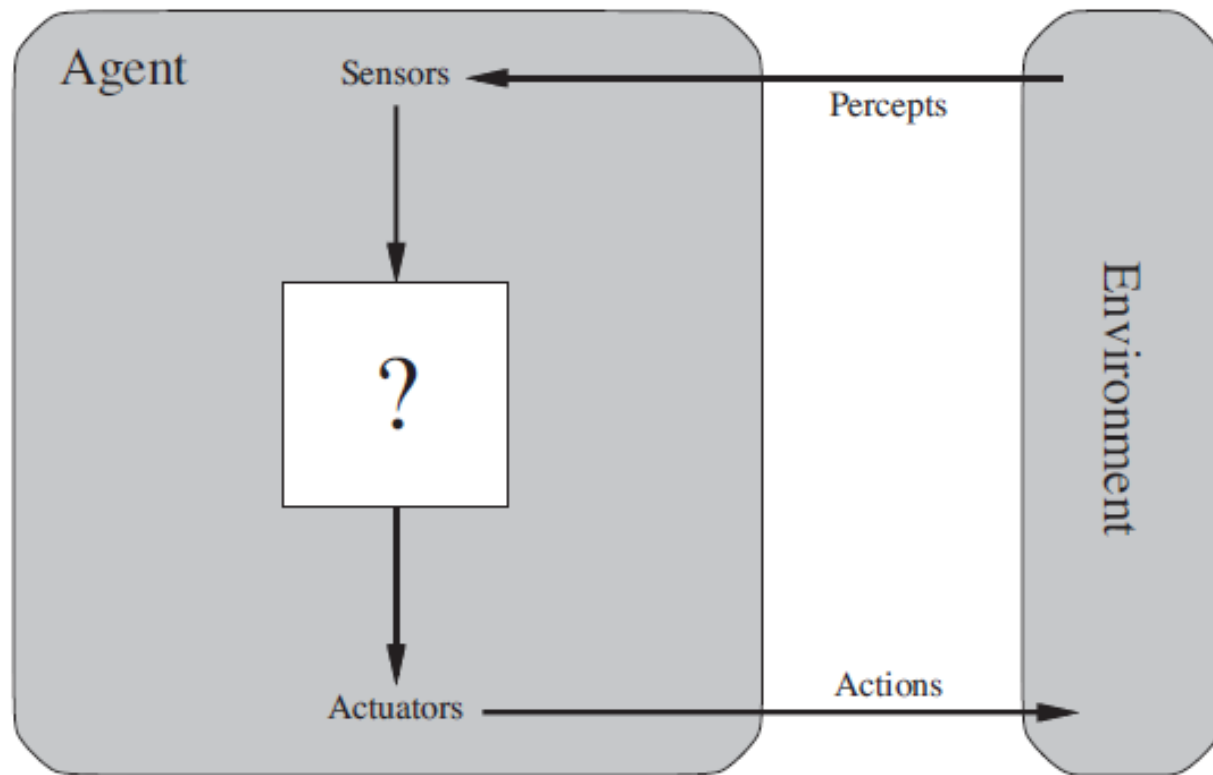 Agent
Sensors
Percepts
?
Environment
Actions
Actuators